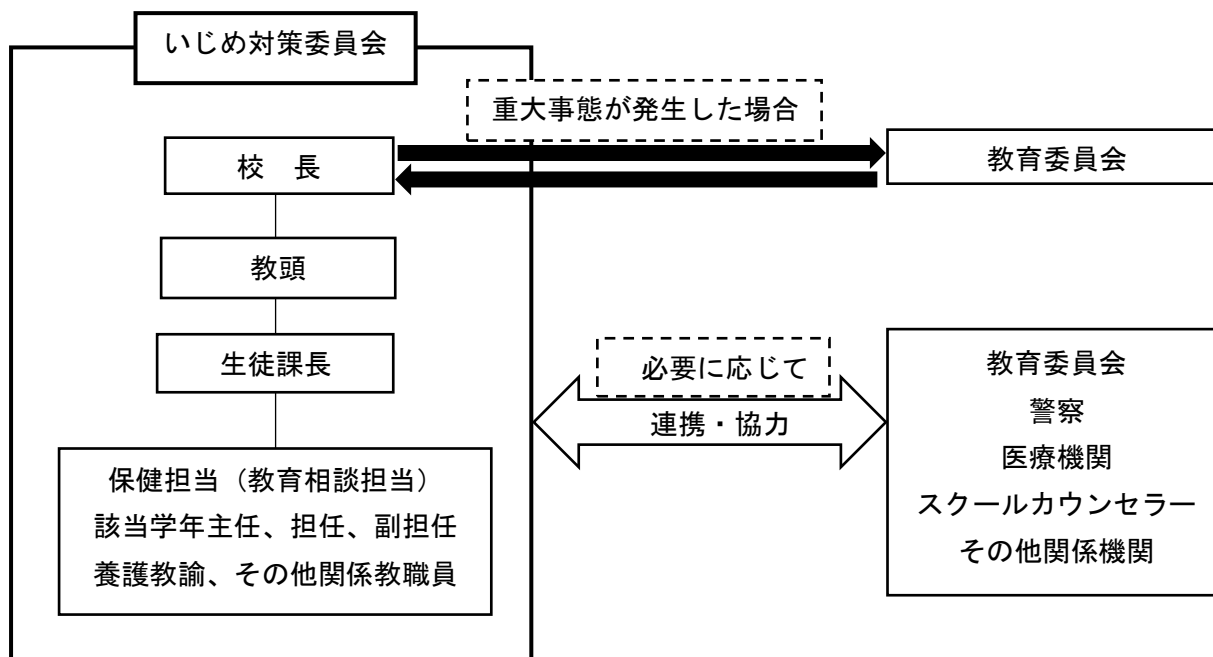 いじめ対策委員会
重大事態が発生した場合
校　長
教育委員会
教頭
生徒課長
必要に応じて
連携・協力
教育委員会
警察
医療機関
スクールカウンセラー
その他関係機関
保健担当（教育相談担当）
該当学年主任、担任、副担任
養護教諭、その他関係教職員